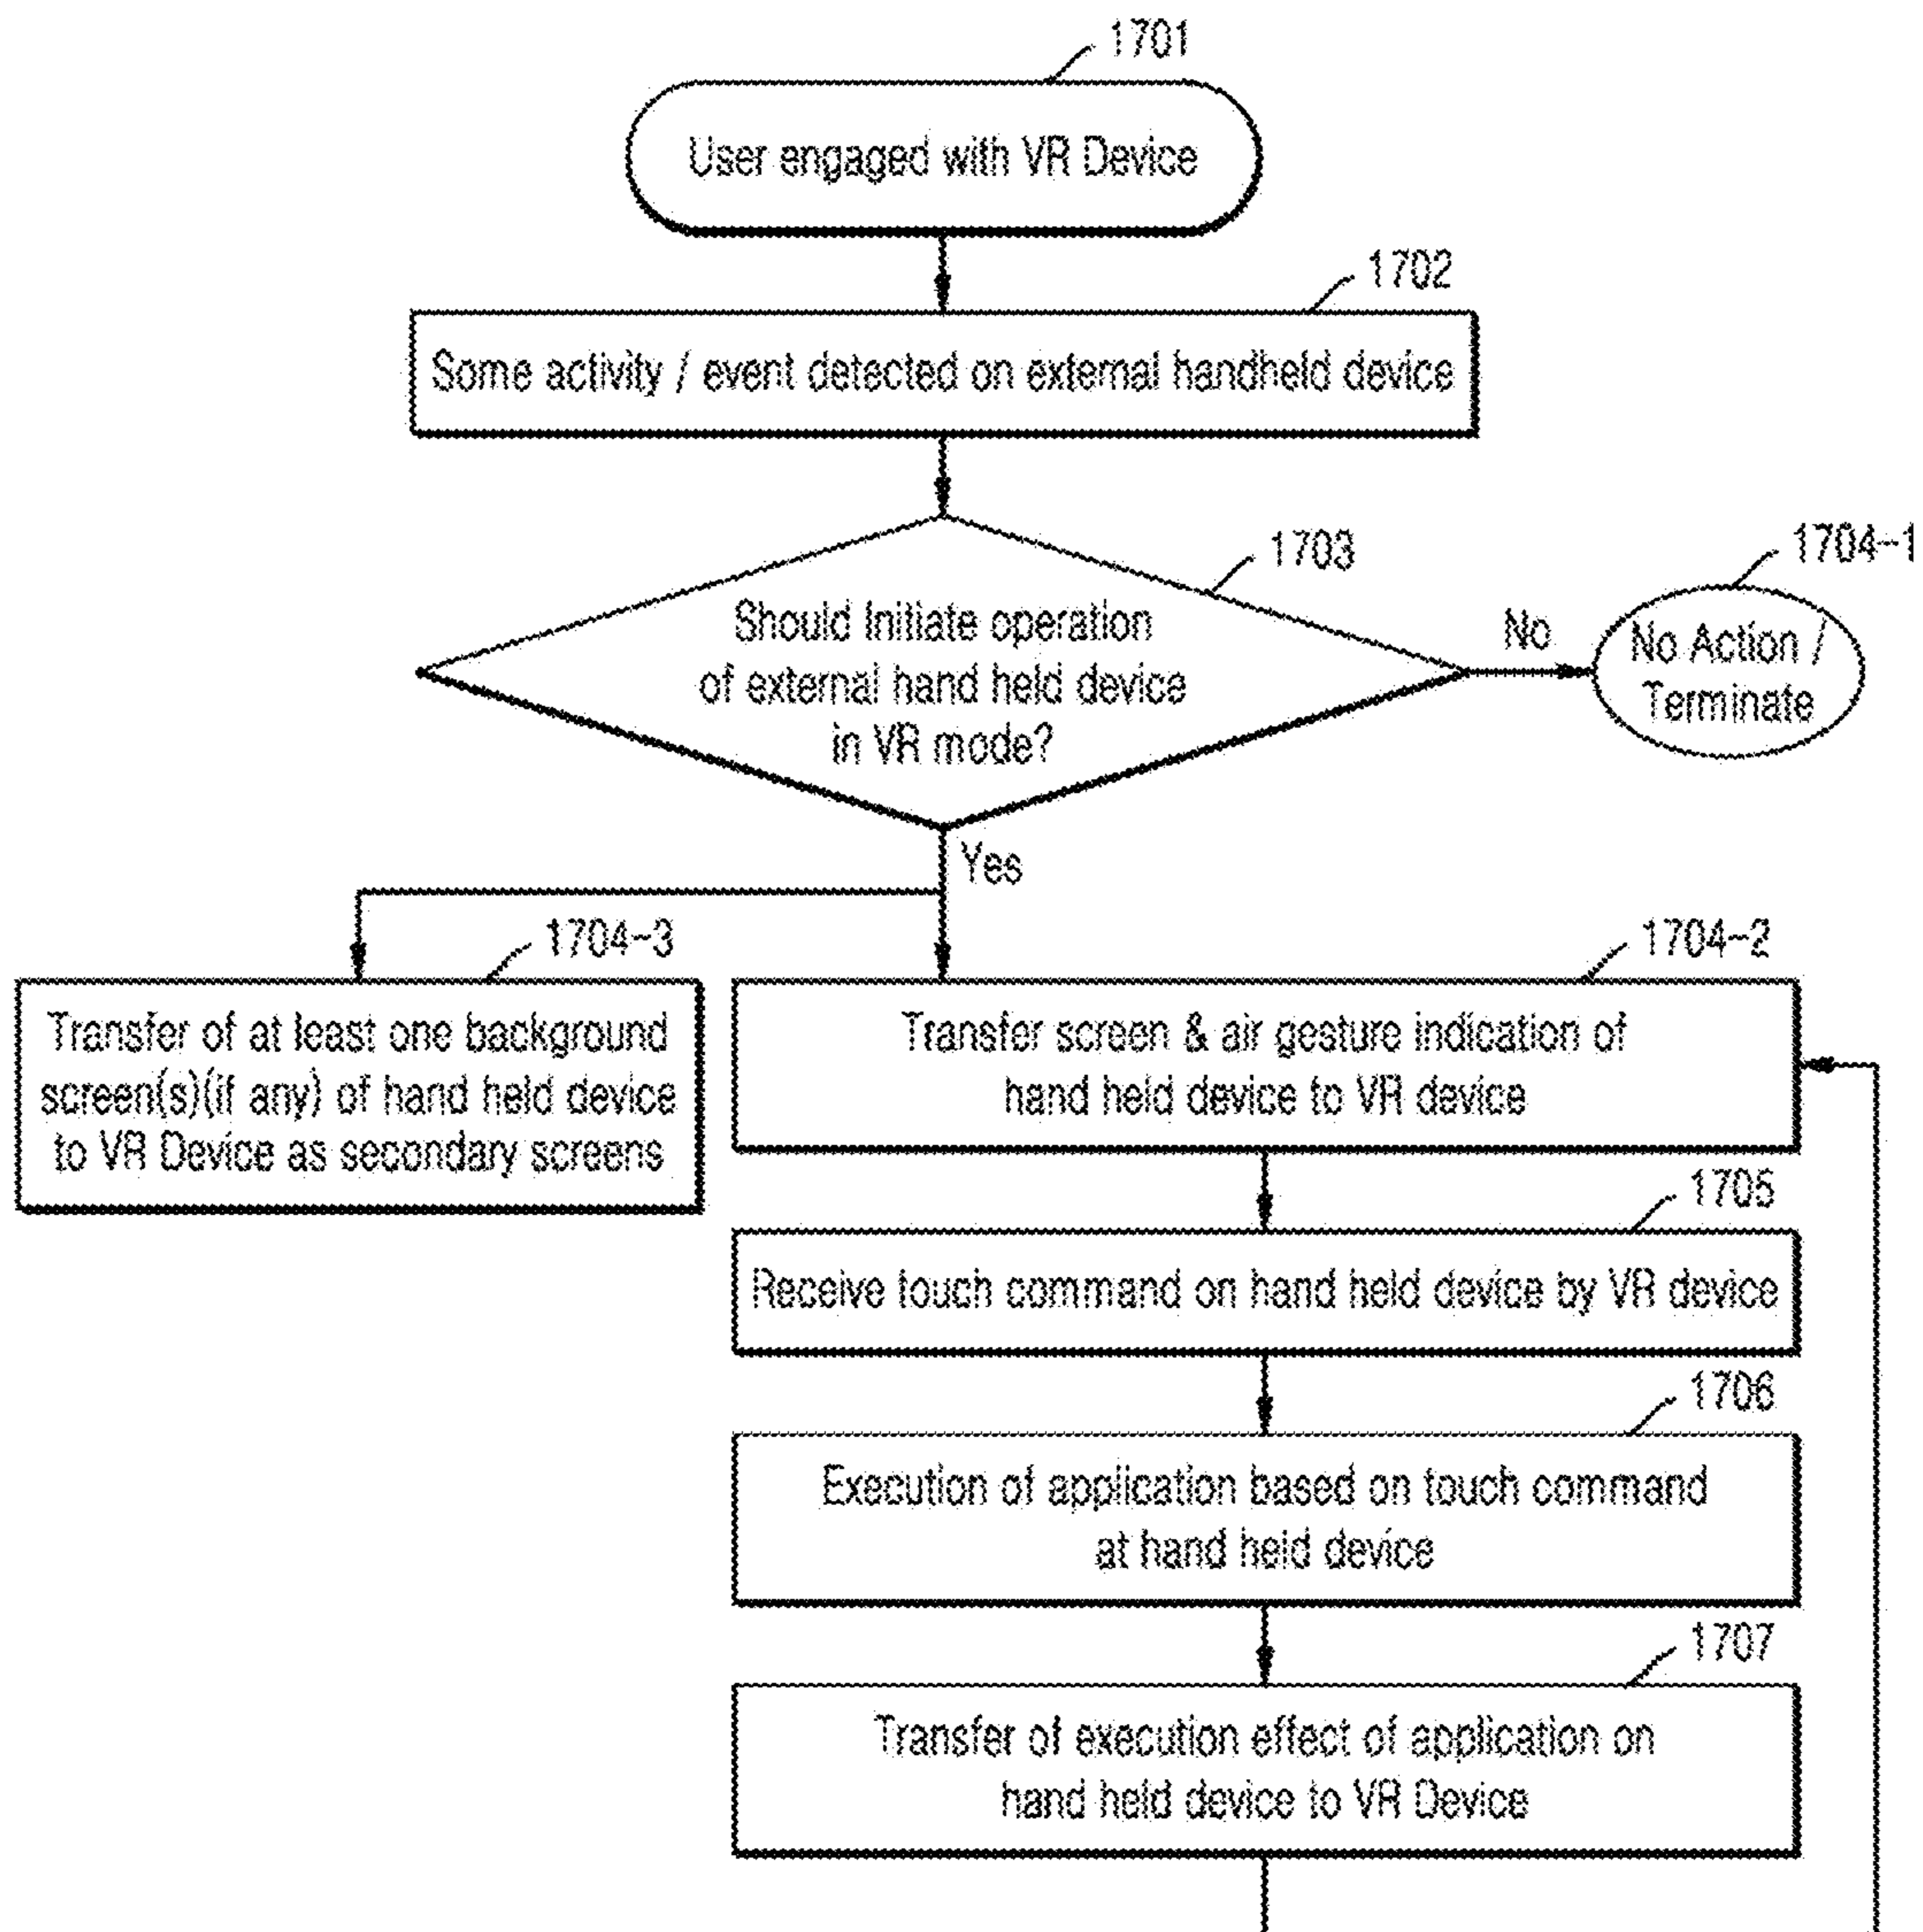 1701
User engaged with VR Device
1702
Some activity / event detected on external handheld device
1703
Should Initiate operation
of external hand held device
in VR mode?
No
1704-1
No Action /
Terminate
Yes
1704-3
Transfer of at least one background
screen(s)(if any) of hand held device
to VR Device as secondary screens
1704-2
Transfer screen & air gesture indication of
hand held device to VR device
1705
Receive touch command on hand held device by VR device
1706
Execution of application based on touch command
at hand held device
1707
Transfer of execution effect of application on
hand held device to VR Device